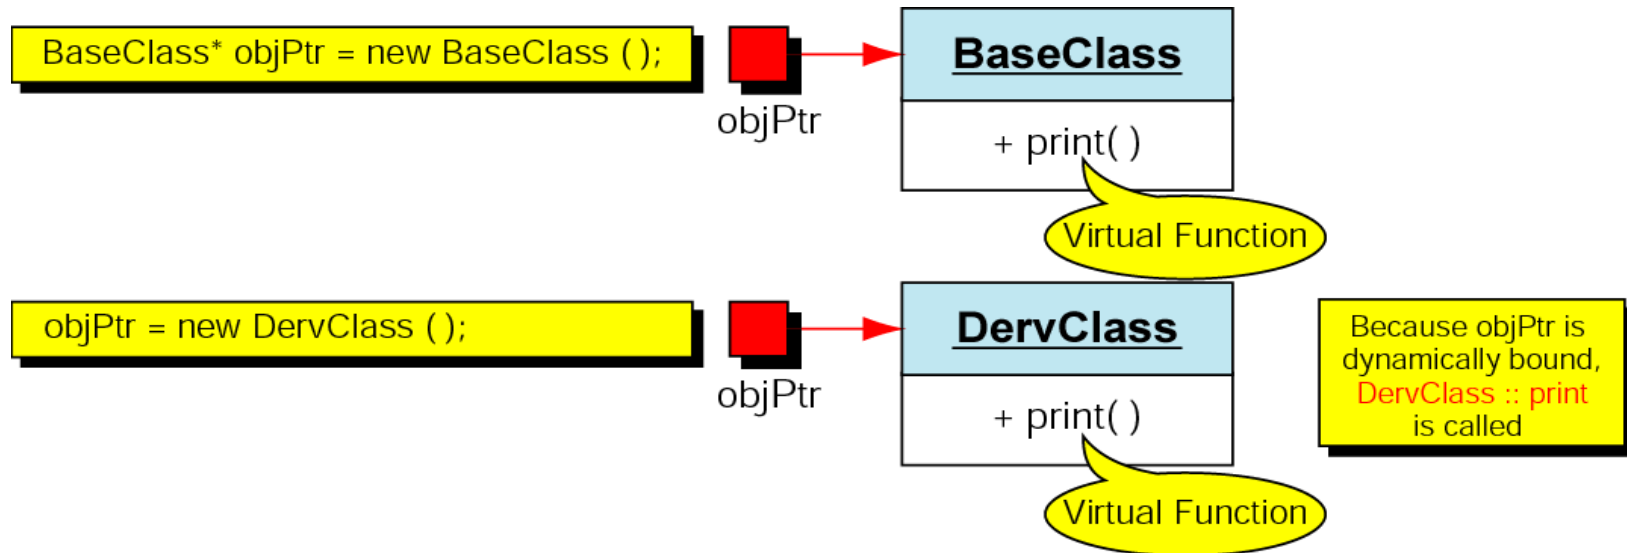 BaseClass* objPtr = new BaseClass ( );
objPtr
BaseClass
+ print( )
Virtual Function
objPtr = new DervClass ( );
objPtr
DervClass
+ print( )
Virtual Function
Because objPtr is
dynamically bound,
DervClass :: print
is called